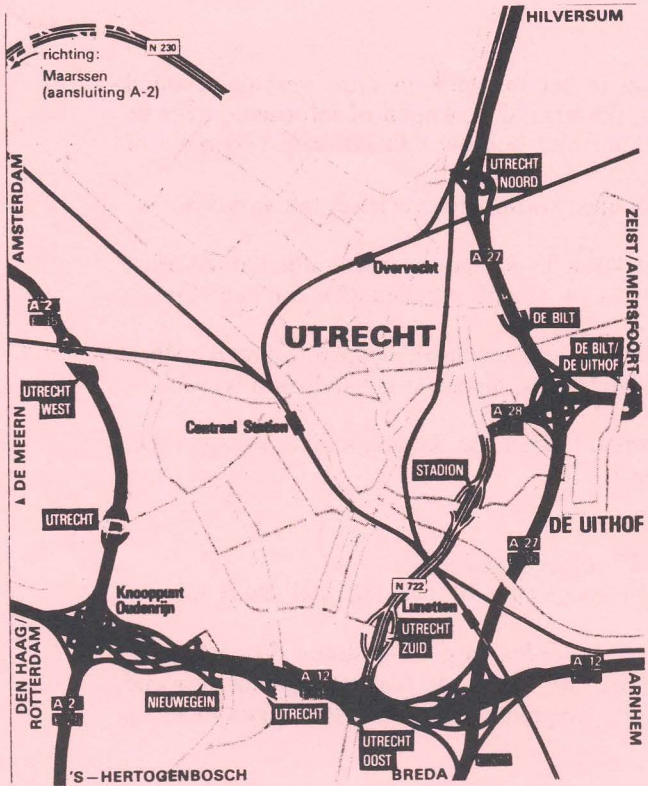 HILVERSUM
N 230
richting:
Maarssen
(aansluiting A-2)
AMSTERDAM
UTRECHT
NOORD
ZEIST/AMERSFOORT
Overvecht
A 27
A 2
DE BILT
UTRECHT
DE BILT/
DE UITHOF
UTRECHT
WEST
A 28
Centraal Station
DE MEERN
STADION
UTRECHT
DE UITHOF
A 27
Knooppunt
Oudenrijn
N 722
Lunetten
UTRECHT
ZUID
DEN HAAG/
ROTTERDAM
A 2
NIEUWEGEIN
A 12
UTRECHT
A 12
ARNHEM
UTRECHT
OOST
'S–HERTOGENBOSCH
BREDA